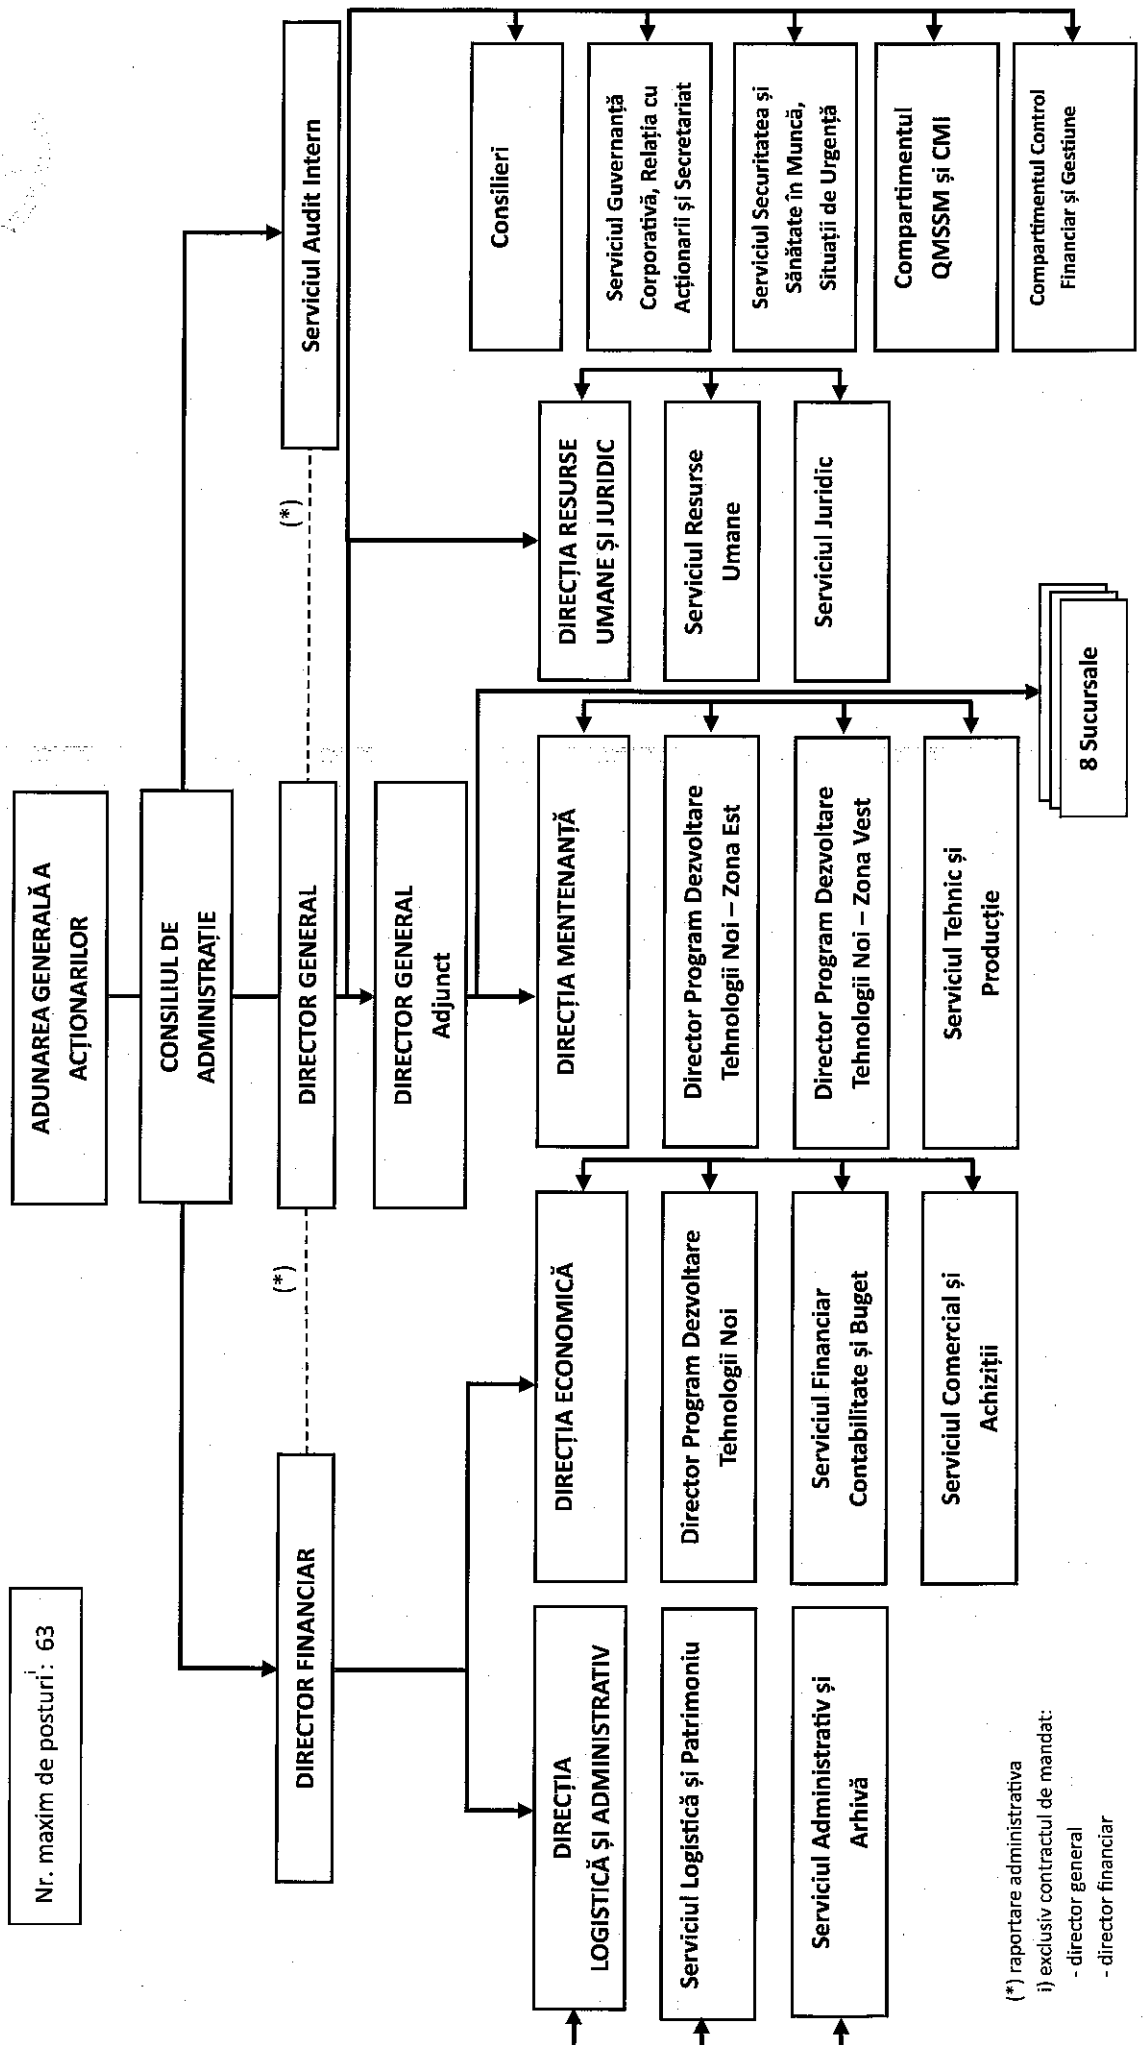 Nr. maxim de posturi i : 63
ADUNAREA GENERALĂ A
ACȚIONARILOR
CONSILIUL DE
ADMINISTRAȚIE
DIRECTOR FINANCIAR
(*)
DIRECTOR GENERAL
(*)
Serviciul Audit Intern
DIRECTOR GENERAL
Adjunct
DIRECȚIA
LOGISTICĂ ȘI ADMINISTRATIV
Serviciul Logistică și Patrimoniu
Serviciul Administrativ și
Arhivă
DIRECȚIA ECONOMICĂ
Director Program Dezvoltare
Tehnologii Noi
Serviciul Financiar
Contabilitate și Buget
Serviciul Comercial și
Achiziții
DIRECȚIA MENTENANȚĂ
Director Program Dezvoltare
Tehnologii Noi – Zona Est
Director Program Dezvoltare
Tehnologii Noi – Zona Vest
Serviciul Tehnic și
Producție
8 Sucursale
DIRECȚIA RESURSE
UMANE ȘI JURIDIC
Serviciul Resurse
Umane
Serviciul Juridic
Consilieri
Serviciul Guvernanță
Corporativă, Relația cu
Acționarii și Secretariat
Serviciul Securitatea și
Sănătate în Muncă,
Situații de Urgență
Compartimentul
QMSSM și CMI
Compartimentul Control
Financiar și Gestiune
(*) raportare administrativa
i) exclusiv contractul de mandat:
- director general
- director financiar